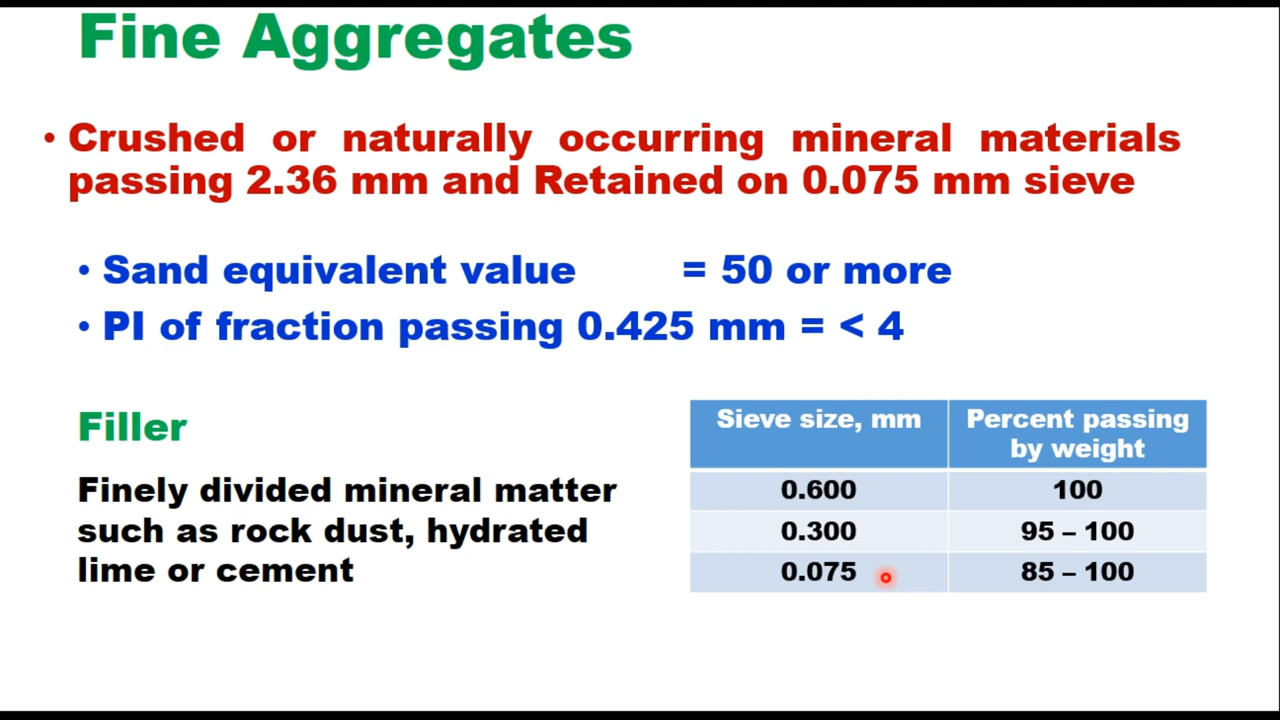 Fine Aggregates
• Crushed or naturally occurring mineral materials
passing 2.36 mm and Retained on 0.075 mm sieve
• Sand equivalent value = 50 or more
• PI of fraction passing 0.425 mm = < 4
Filler
Finely divided mineral matter
such as rock dust, hydrated
lime or cement
Sieve size, mm Percent passing
by weight
0.600 100
0.300 95 – 100
0.075 85 – 100